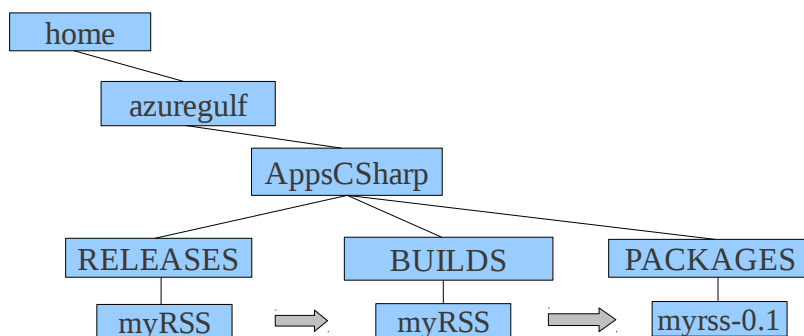 home
azuregulf
AppsCSharp
RELEASES
BUILDS
PACKAGES
myRSS
myRSS
myrss-0.1